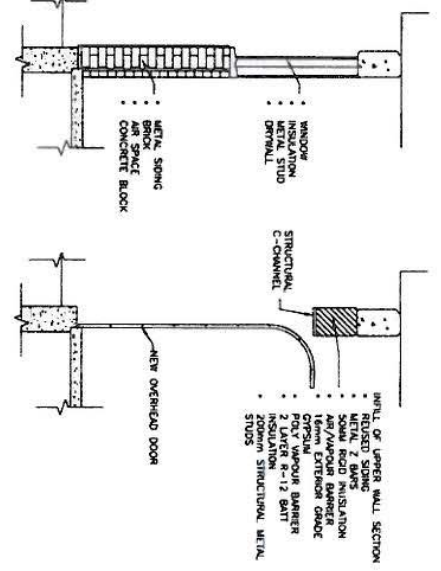 • WINDOW
• INSULATION
• METAL STUD
• DRYWALL
• METAL SIDING
• BRICK
• AIR SPACE
• CONCRETE BLOCK
STRUCTURAL
C-CHANNEL
INFILL OF UPPER WALL SECTION
• REUSED SIDING
• METAL Z BARS
• 50MM RIGID INUSLATION
• AIR/VAPOUR BARRIER
• 16mm EXTERIOR GRADE
GYPSUM
• POLY VAPOUR BARRIER
• 2 LAYER R-12 BATT
INSULATION
• 200mm STRUCTURAL METAL
STUDS
NEW OVERHEAD DOOR